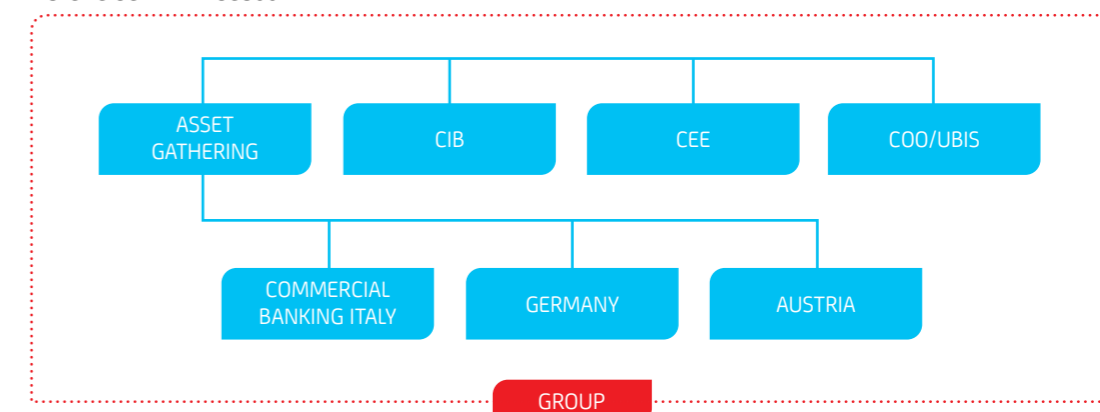 ASSET
GATHERING
CIB
CEE
COO/UBIS
COMMERCIAL
BANKING ITALY
GERMANY
AUSTRIA
GROUP